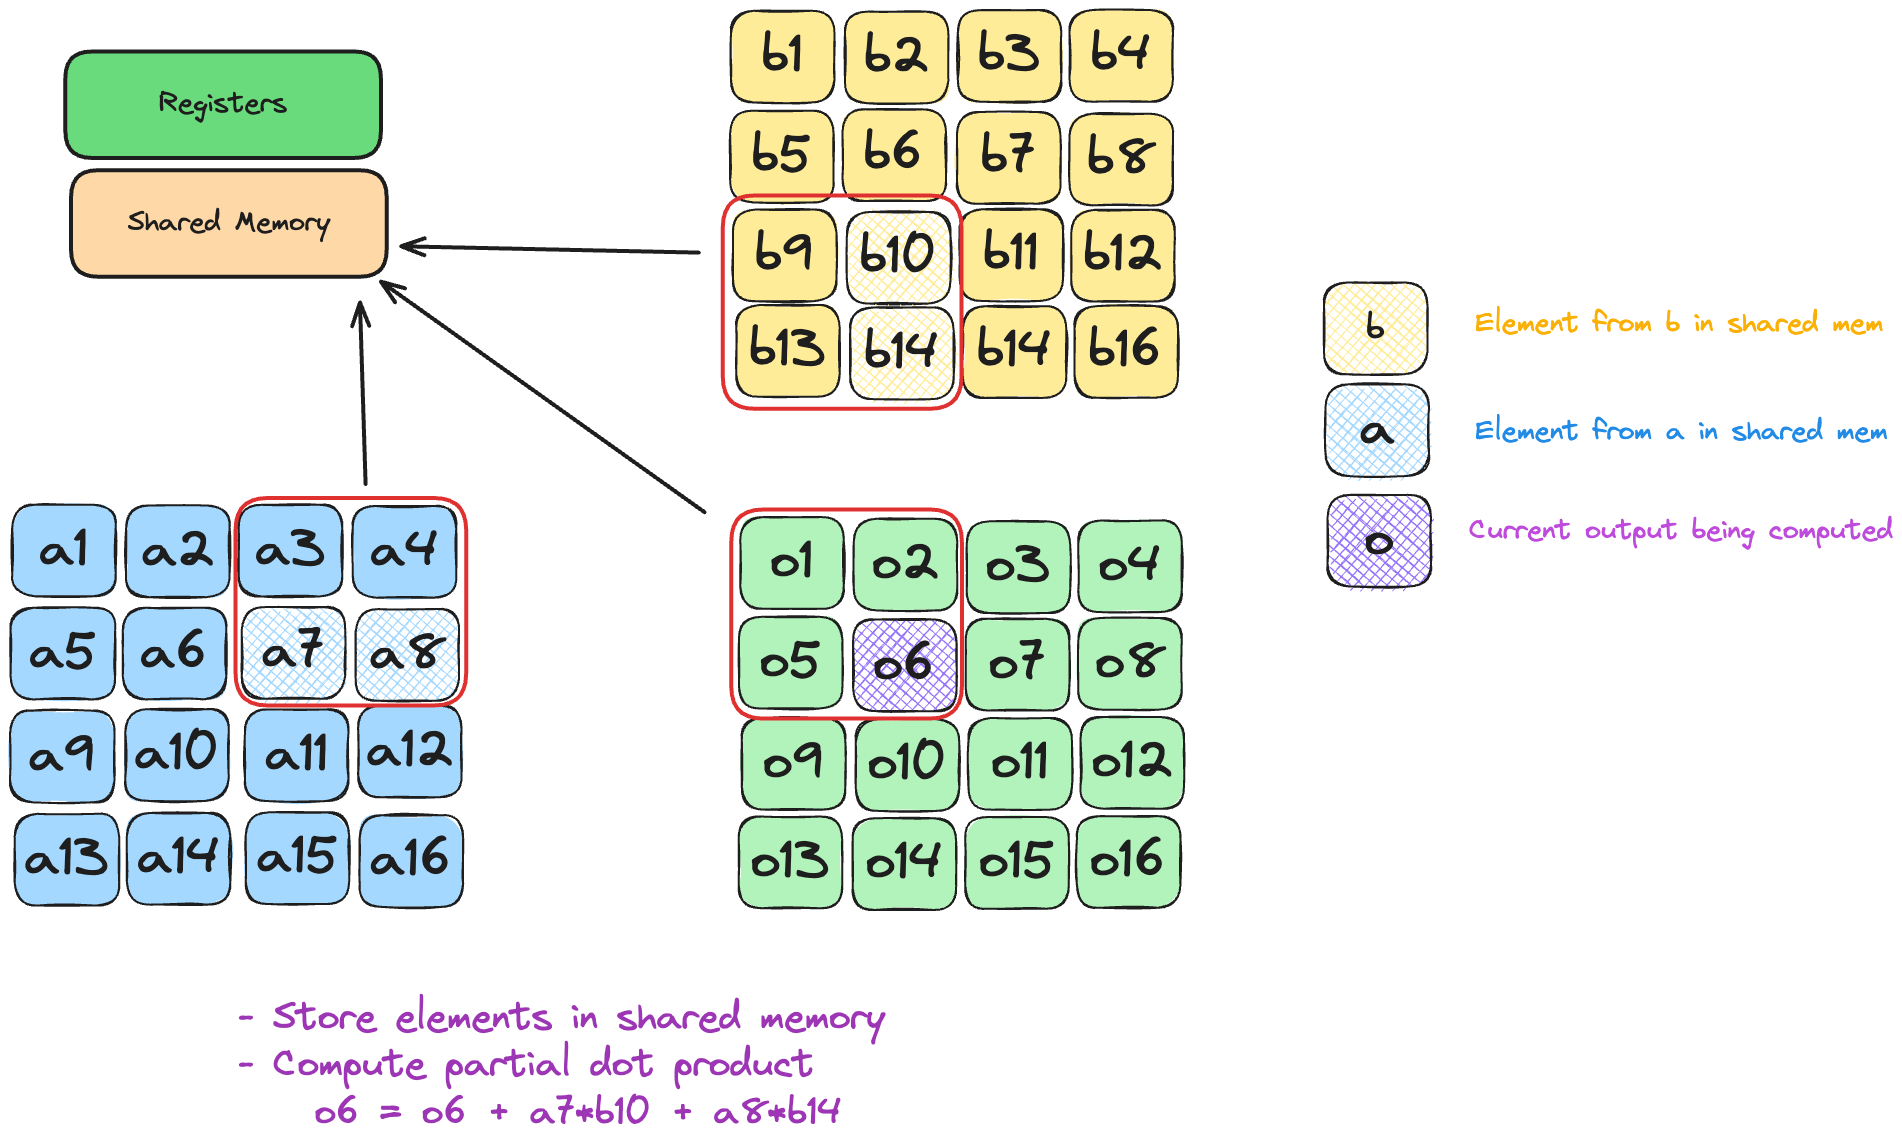 Registers
Shared Memory
b1 b2 b3 b4
b5 b6 b7 b8
b9 b10 b11 b12
b13 b14 b14 b16
b Element from b in shared mem
a Element from a in shared mem
o Current output being computed
a1 a2 a3 a4
a5 a6 a7 a8
a9 a10 a11 a12
a13 a14 a15 a16
o1 o2 o3 o4
o5 o6 o7 o8
o9 o10 o11 o12
o13 o14 o15 o16
- Store elements in shared memory
- Compute partial dot product
o6 = o6 + a7*b10 + a8*b14